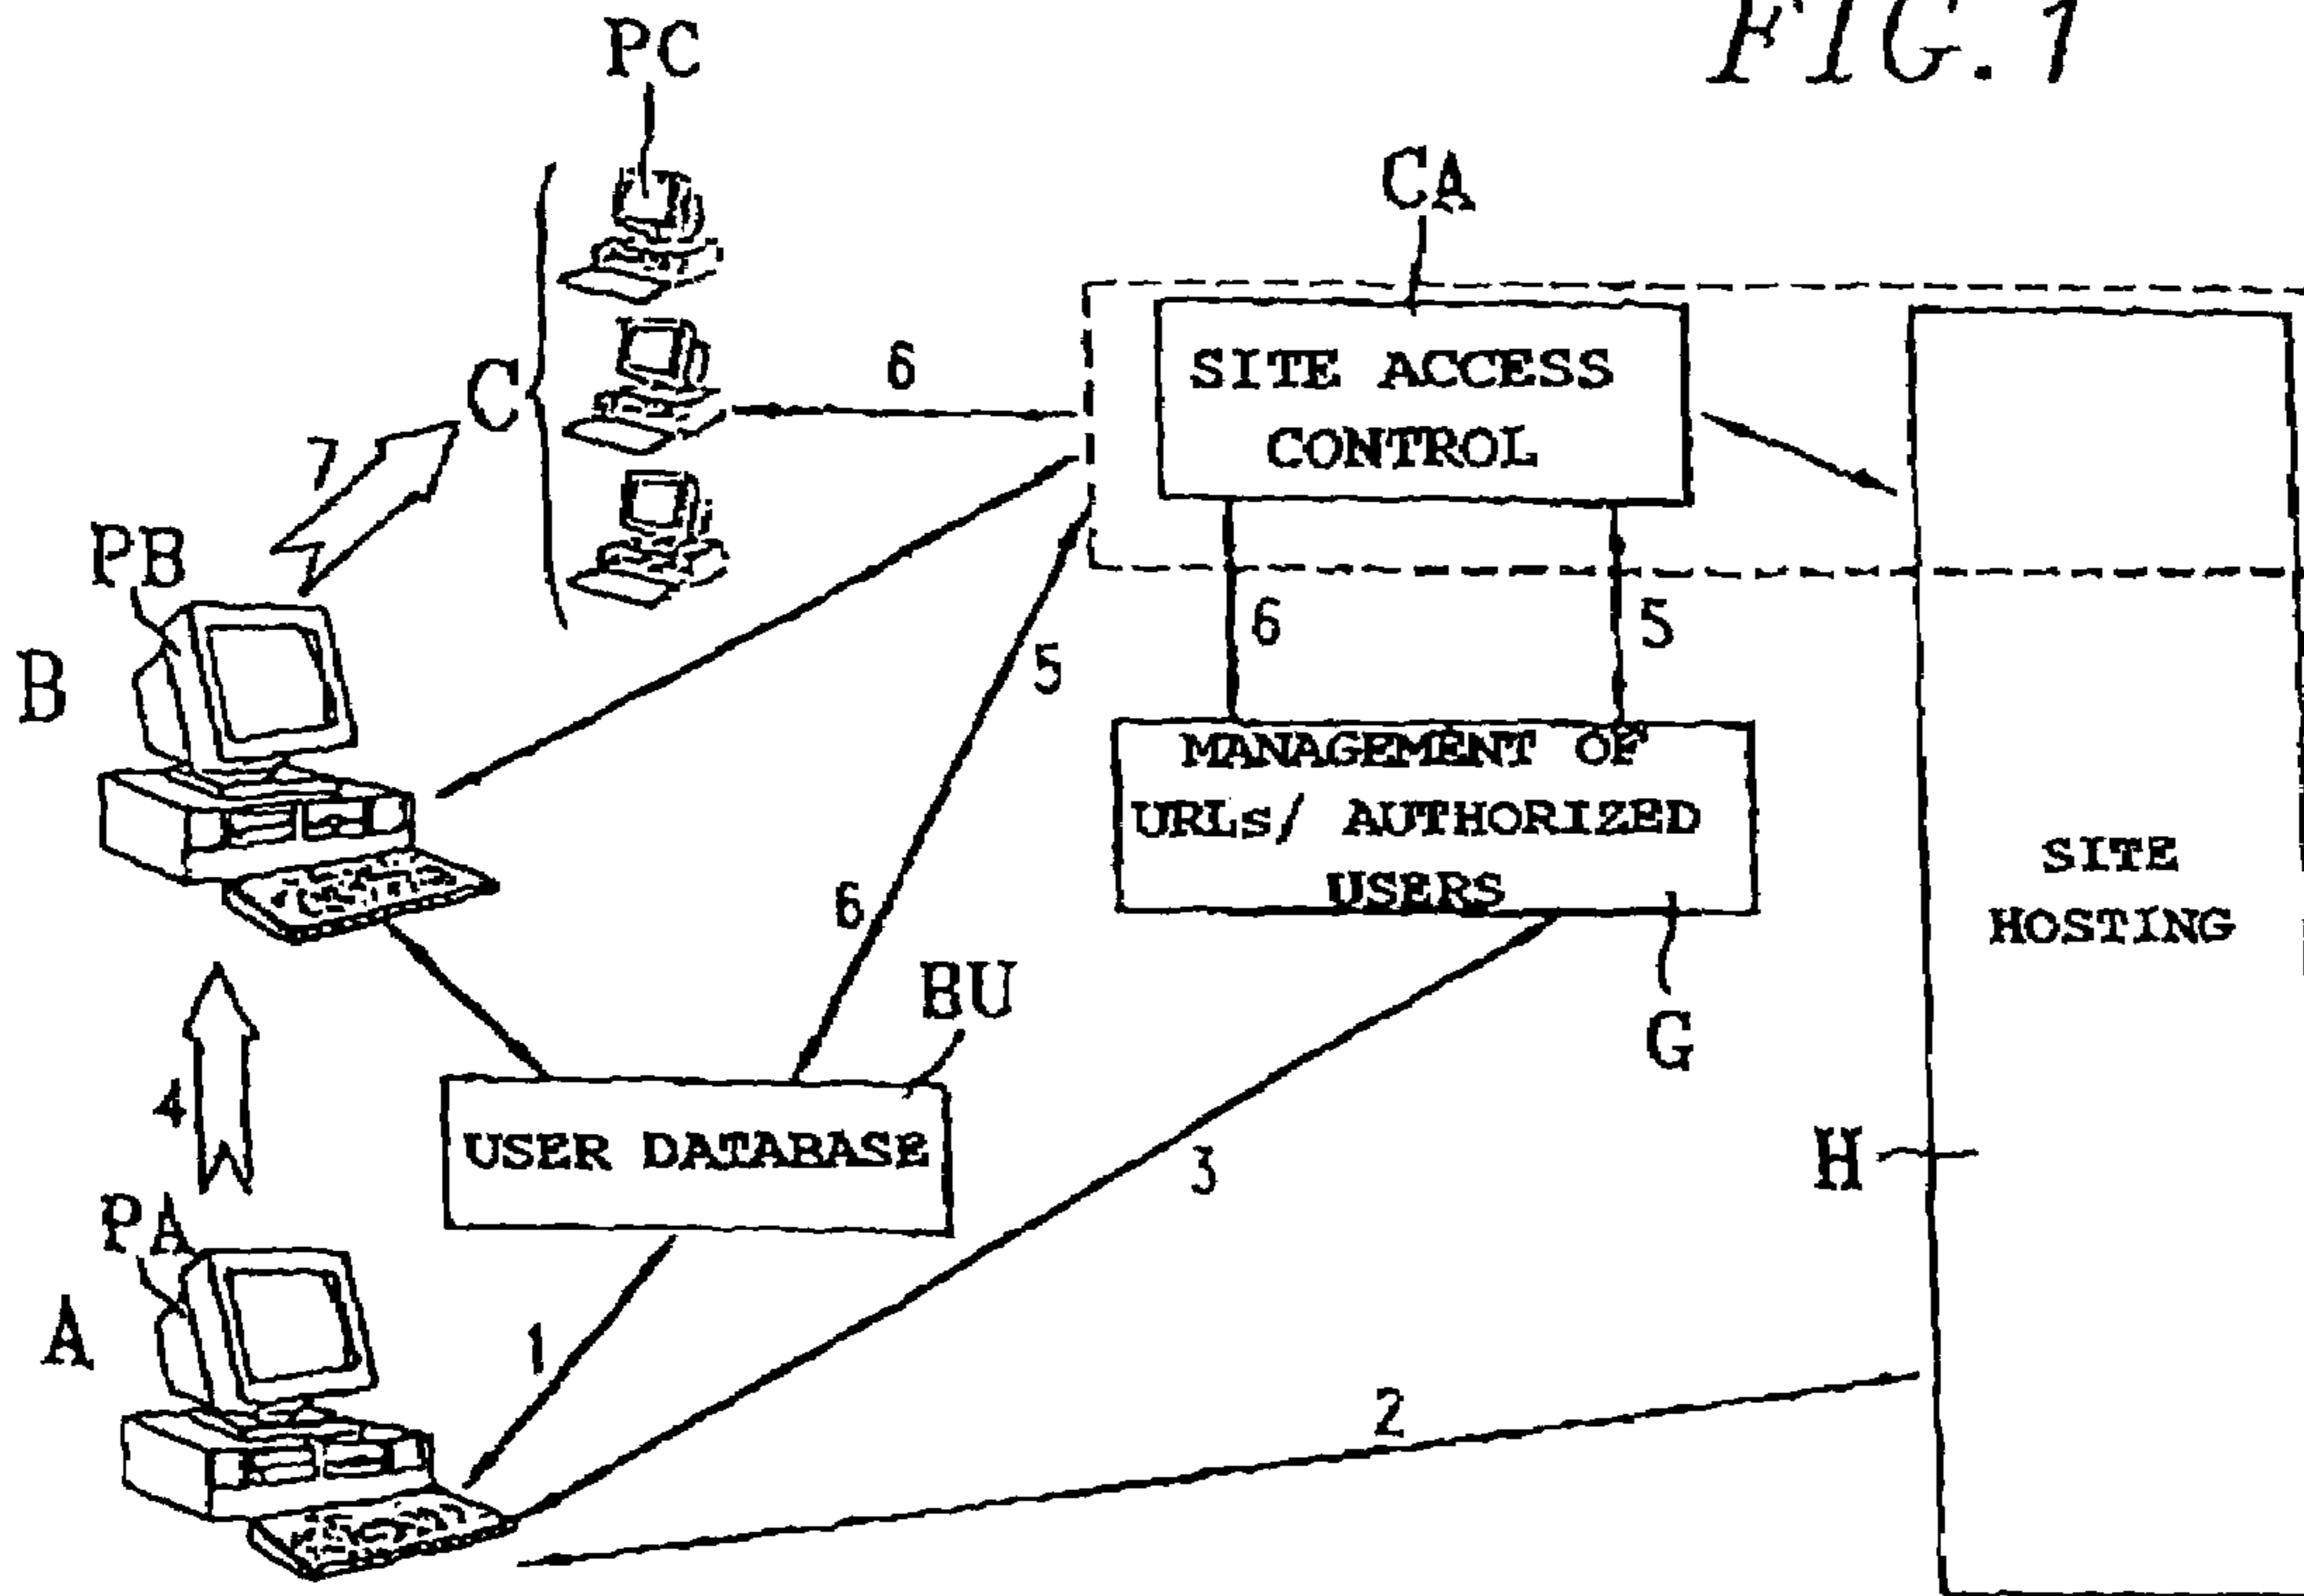 FIG. 1
PC
CA
C
6
SITE ACCESS
CONTROL
7
PB
B
5
6
5
MANAGEMENT OF
URLs/ AUTHORIZED
USERS
SITE
HOSTING
6
BU
G
4
USER DATABASE
3
H
PA
A
1
2